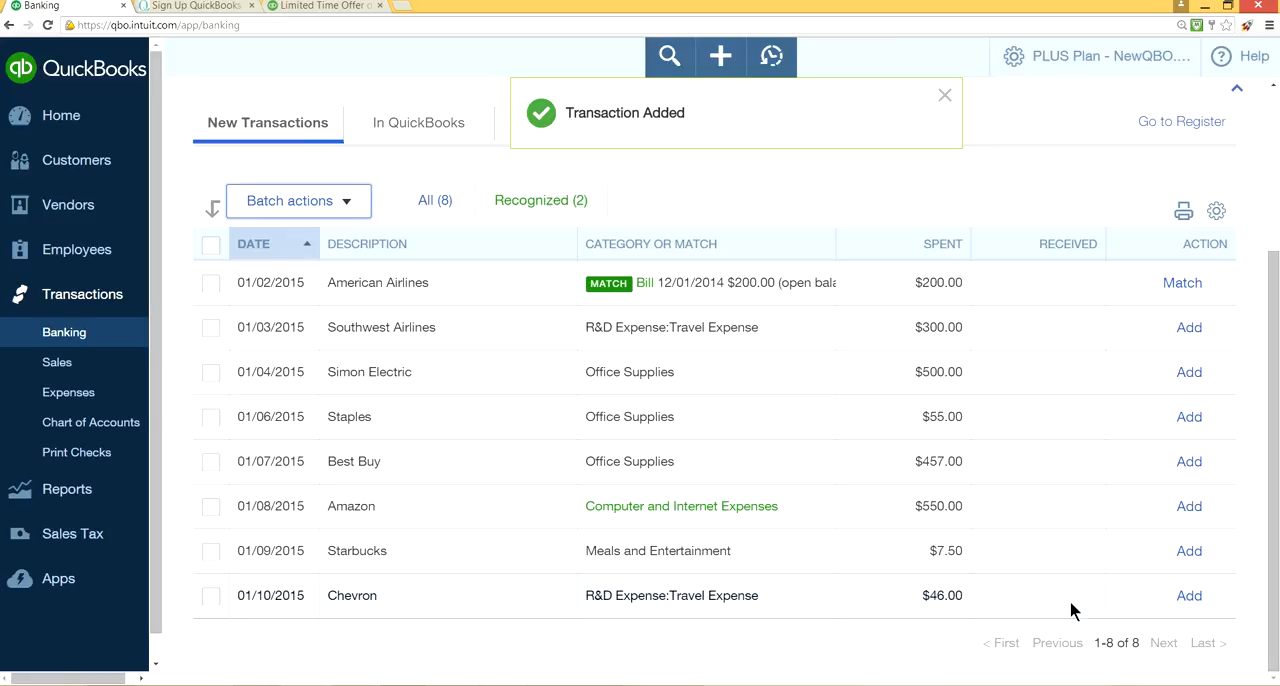 Banking
Sign Up QuickBooks
Limited Time Offer o
https://qbo.intuit.com/app/banking
qb QuickBooks
PLUS Plan - NewQBO....
Help
Transaction Added
New Transactions
In QuickBooks
Go to Register
Home
Customers
Vendors
Employees
Transactions
Banking
Sales
Expenses
Chart of Accounts
Print Checks
Reports
Sales Tax
Apps
Batch actions
All (8)
Recognized (2)
DATE DESCRIPTION CATEGORY OR MATCH SPENT RECEIVED ACTION
01/02/2015 American Airlines MATCH Bill 12/01/2014 $200.00 (open bala $200.00 Match
01/03/2015 Southwest Airlines R&D Expense:Travel Expense $300.00 Add
01/04/2015 Simon Electric Office Supplies $500.00 Add
01/06/2015 Staples Office Supplies $55.00 Add
01/07/2015 Best Buy Office Supplies $457.00 Add
01/08/2015 Amazon Computer and Internet Expenses $550.00 Add
01/09/2015 Starbucks Meals and Entertainment $7.50 Add
01/10/2015 Chevron R&D Expense:Travel Expense $46.00 Add
< First Previous 1-8 of 8 Next Last >